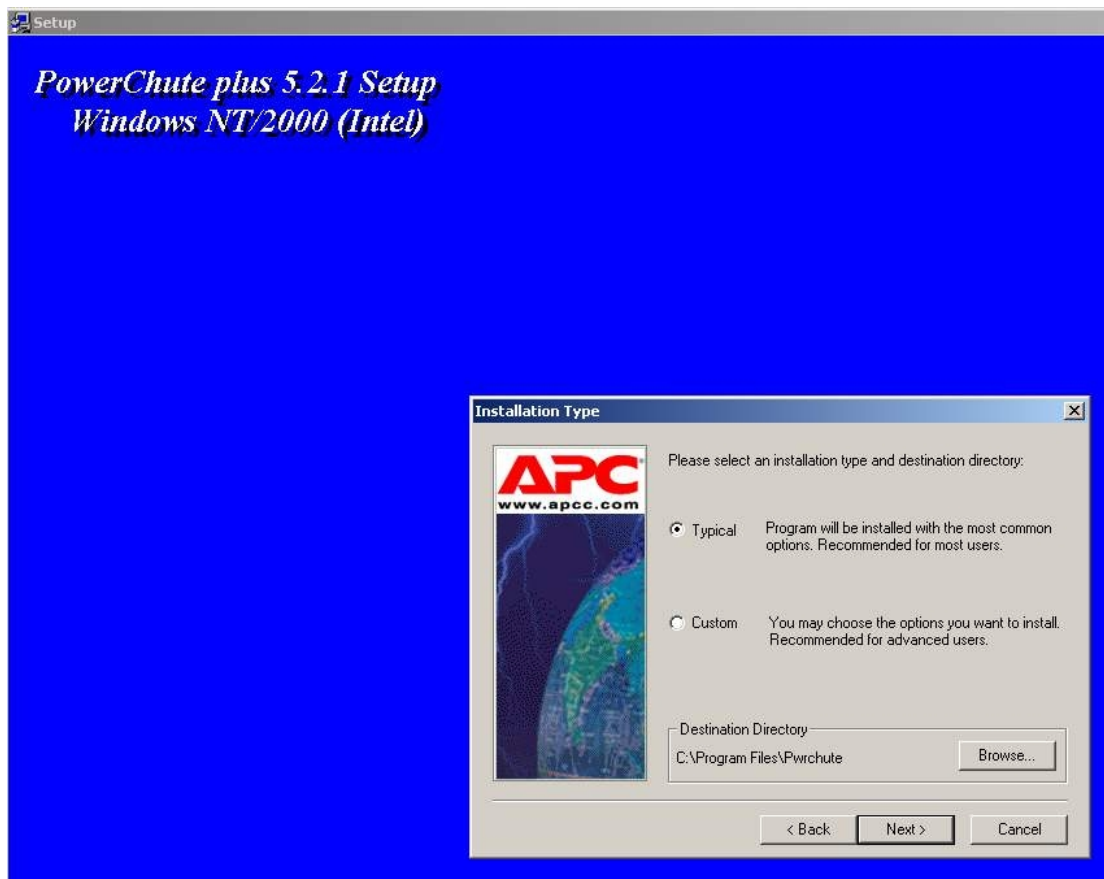 Setup
PowerChute plus 5.2.1 Setup
Windows NT/2000 (Intel)
Installation Type
APC
www.apcc.com
Please select an installation type and destination directory:
Typical
Program will be installed with the most common
options. Recommended for most users.
Custom
You may choose the options you want to install.
Recommended for advanced users.
Destination Directory
C:\Program Files\Pwrchute
Browse...
< Back
Next >
Cancel